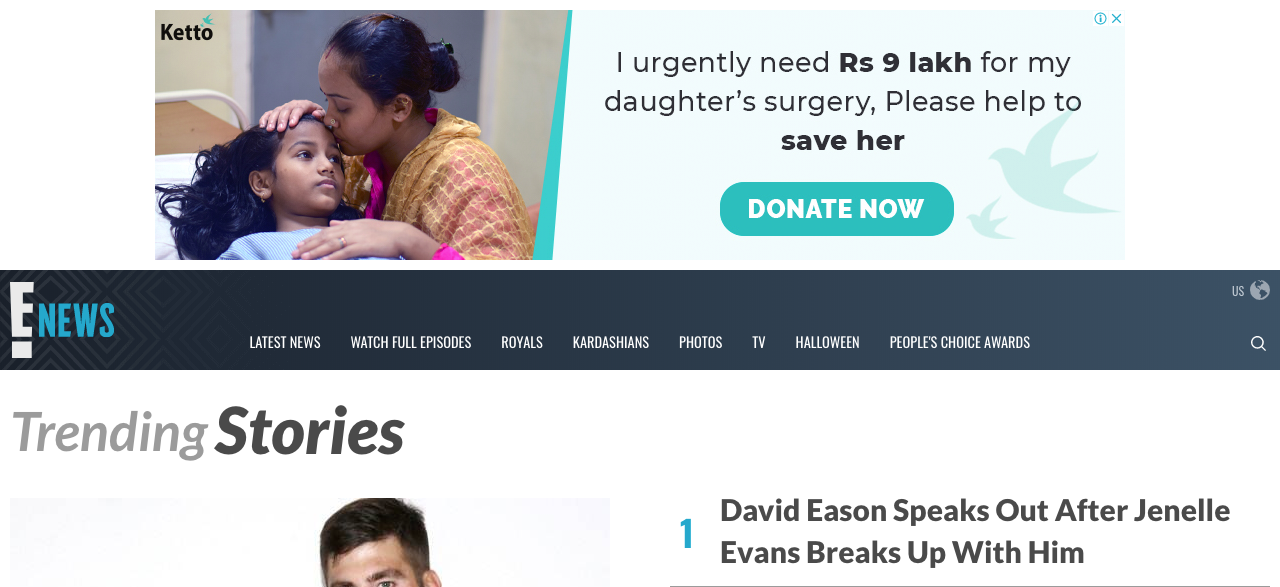 Ketto
I urgently need Rs 9 lakh for my
daughter's surgery, Please help to
save her
DONATE NOW
E NEWS
US
LATEST NEWS WATCH FULL EPISODES ROYALS KARDASHIANS PHOTOS TV HALLOWEEN PEOPLE'S CHOICE AWARDS
Trending Stories
1
David Eason Speaks Out After Jenelle
Evans Breaks Up With Him